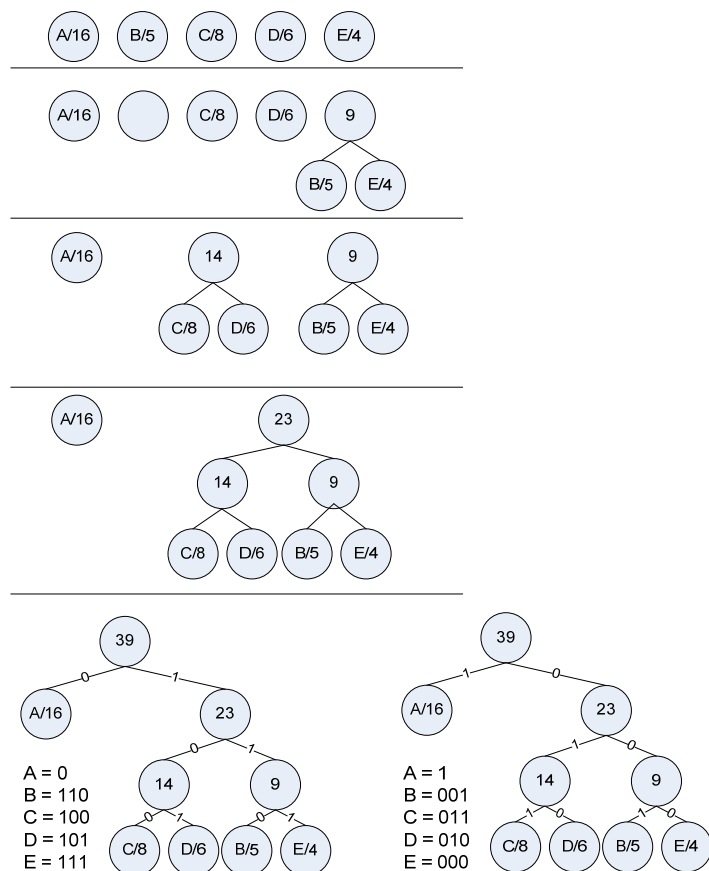 A/16 B/5 C/8 D/6 E/4
A/16 C/8 D/6 9
B/5 E/4
A/16 14 9
C/8 D/6 B/5 E/4
A/16 23
14 9
C/8 D/6 B/5 E/4
39
0 1
A/16 23
0 1
14 9
0 1 0 1
C/8 D/6 B/5 E/4
A = 0
B = 110
C = 100
D = 101
E = 111
39
1 0
A/16 23
1 0
14 9
1 0 1 0
C/8 D/6 B/5 E/4
A = 1
B = 001
C = 011
D = 010
E = 000